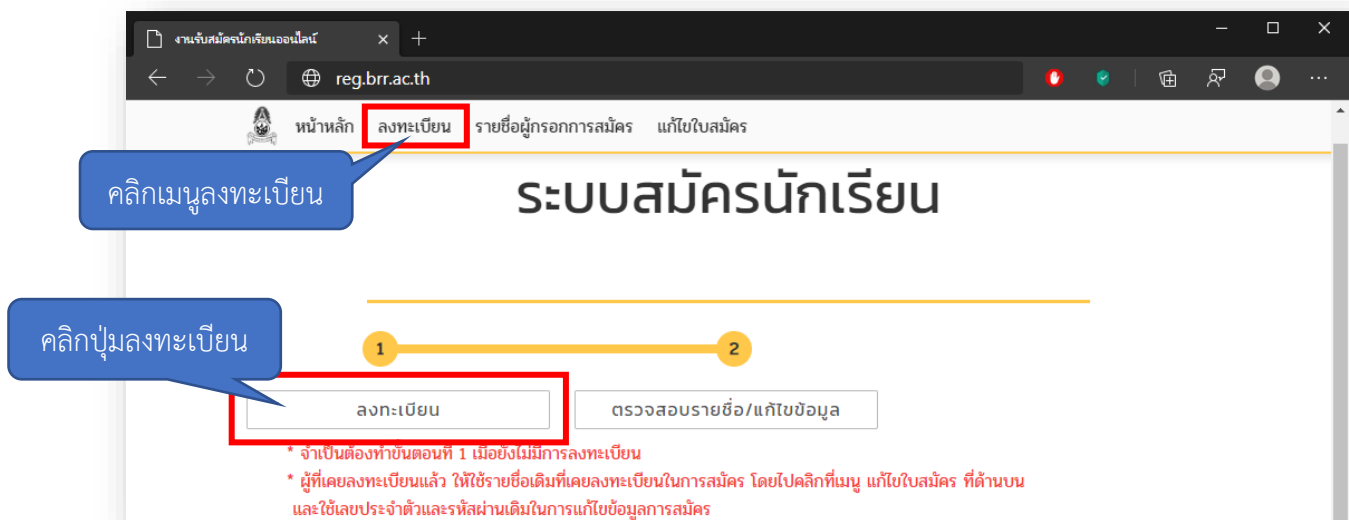 งานรับสมัครนักเรียนออนไลน์
reg.brr.ac.th
หน้าหลัก ลงทะเบียน รายชื่อผู้กรอกการสมัคร แก้ไขใบสมัคร
คลิกเมนูลงทะเบียน
ระบบสมัครนักเรียน
คลิกปุ่มลงทะเบียน
1 2
ลงทะเบียน ตรวจสอบรายชื่อ/แก้ไขข้อมูล
* จำเป็นต้องทำขั้นตอนที่ 1 เมื่อยังไม่มีการลงทะเบียน
* ผู้ที่เคยลงทะเบียนแล้ว ให้ใช้รายชื่อเดิมที่เคยลงทะเบียนในการสมัคร โดยไปคลิกที่เมนู แก้ไขใบสมัคร ที่ด้านบน
และใช้เลขประจำตัวและรหัสผ่านเดิมในการแก้ไขข้อมูลการสมัคร